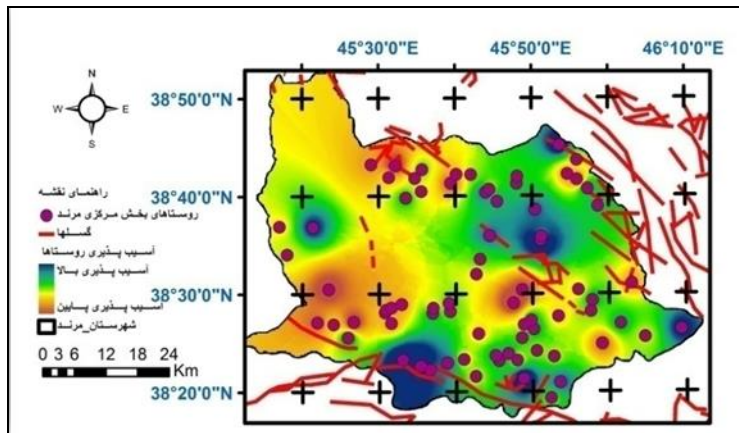 45°30'0"E 45°50'0"E 46°10'0"E
38°50'0"N
38°40'0"N
38°30'0"N
38°20'0"N
N
W E
S
راهنمای نقشه
روستاهای بخش مرکزی مرند
گسلها
آسیب پذیری روستاها
آسیب پذیری بالا
آسیب پذیری پایین
شهرستان_مرند
0 3 6 12 18 24
Km